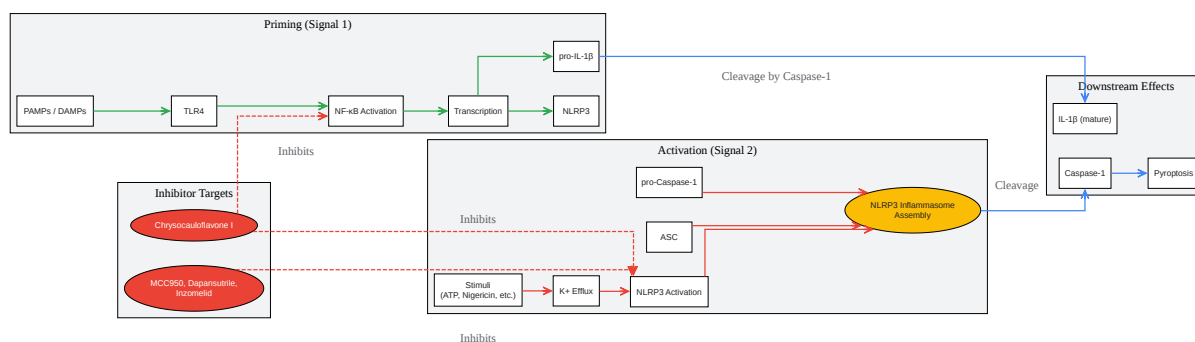 Priming (Signal 1)
pro-IL-1β
PAMPs / DAMPs
TLR4
NF-κB Activation
Transcription
NLRP3
Cleavage by Caspase-1
Downstream Effects
IL-1β (mature)
Caspase-1
Pyroptosis
Inhibits
Activation (Signal 2)
pro-Caspase-1
Cleavage
NLRP3 Inflammasome
Assembly
ASC
Inhibitor Targets
Chrysocauloflavone I
Inhibits
MCC950, Dapansutrile,
Inzomelid
Stimuli
(ATP, Nigericin, etc.)
K+ Efflux
NLRP3 Activation
Inhibits